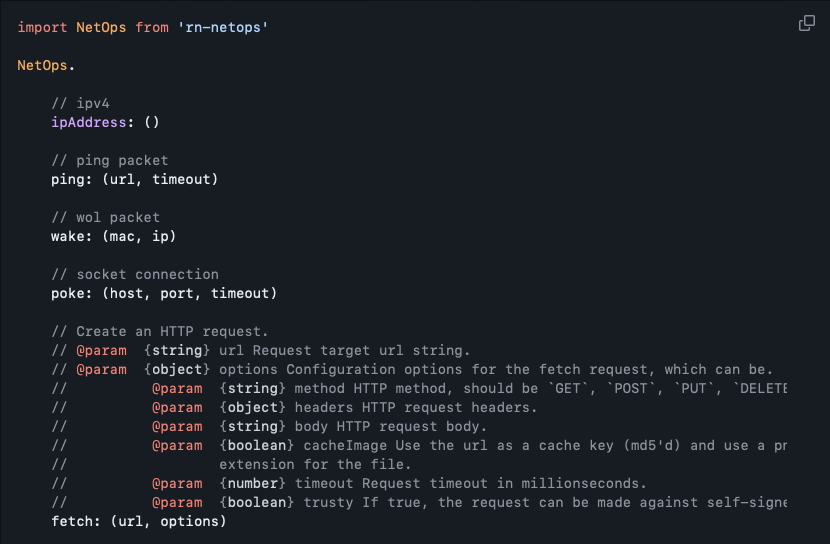 import NetOps from 'rn-netops'
NetOps.
// ipv4
ipAddress: ()
// ping packet
ping: (url, timeout)
// wol packet
wake: (mac, ip)
// socket connection
poke: (host, port, timeout)
// Create an HTTP request.
// @param  {string} url Request target url string.
// @param  {object} options Configuration options for the fetch request, which can be.
//          @param  {string} method HTTP method, should be `GET`, `POST`, `PUT`, `DELETE
//          @param  {object} headers HTTP request headers.
//          @param  {string} body HTTP request body.
//          @param  {boolean} cacheImage Use the url as a cache key (md5'd) and use a
//                  extension for the file.
//          @param  {number} timeout Request timeout in millionseconds.
//          @param  {boolean} trusty If true, the request can be made against
fetch: (url, options)